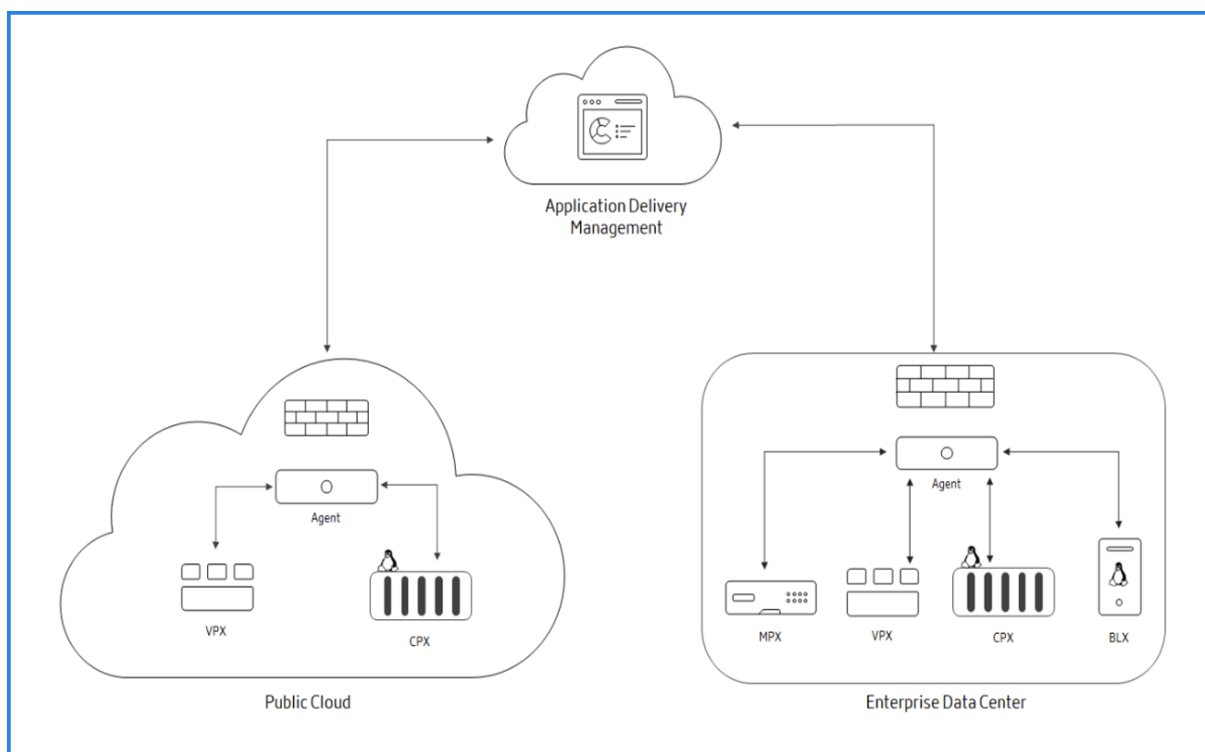 Application Delivery
Management
Agent
VPX
CPX
Public Cloud
Agent
MPX
VPX
CPX
BLX
Enterprise Data Center